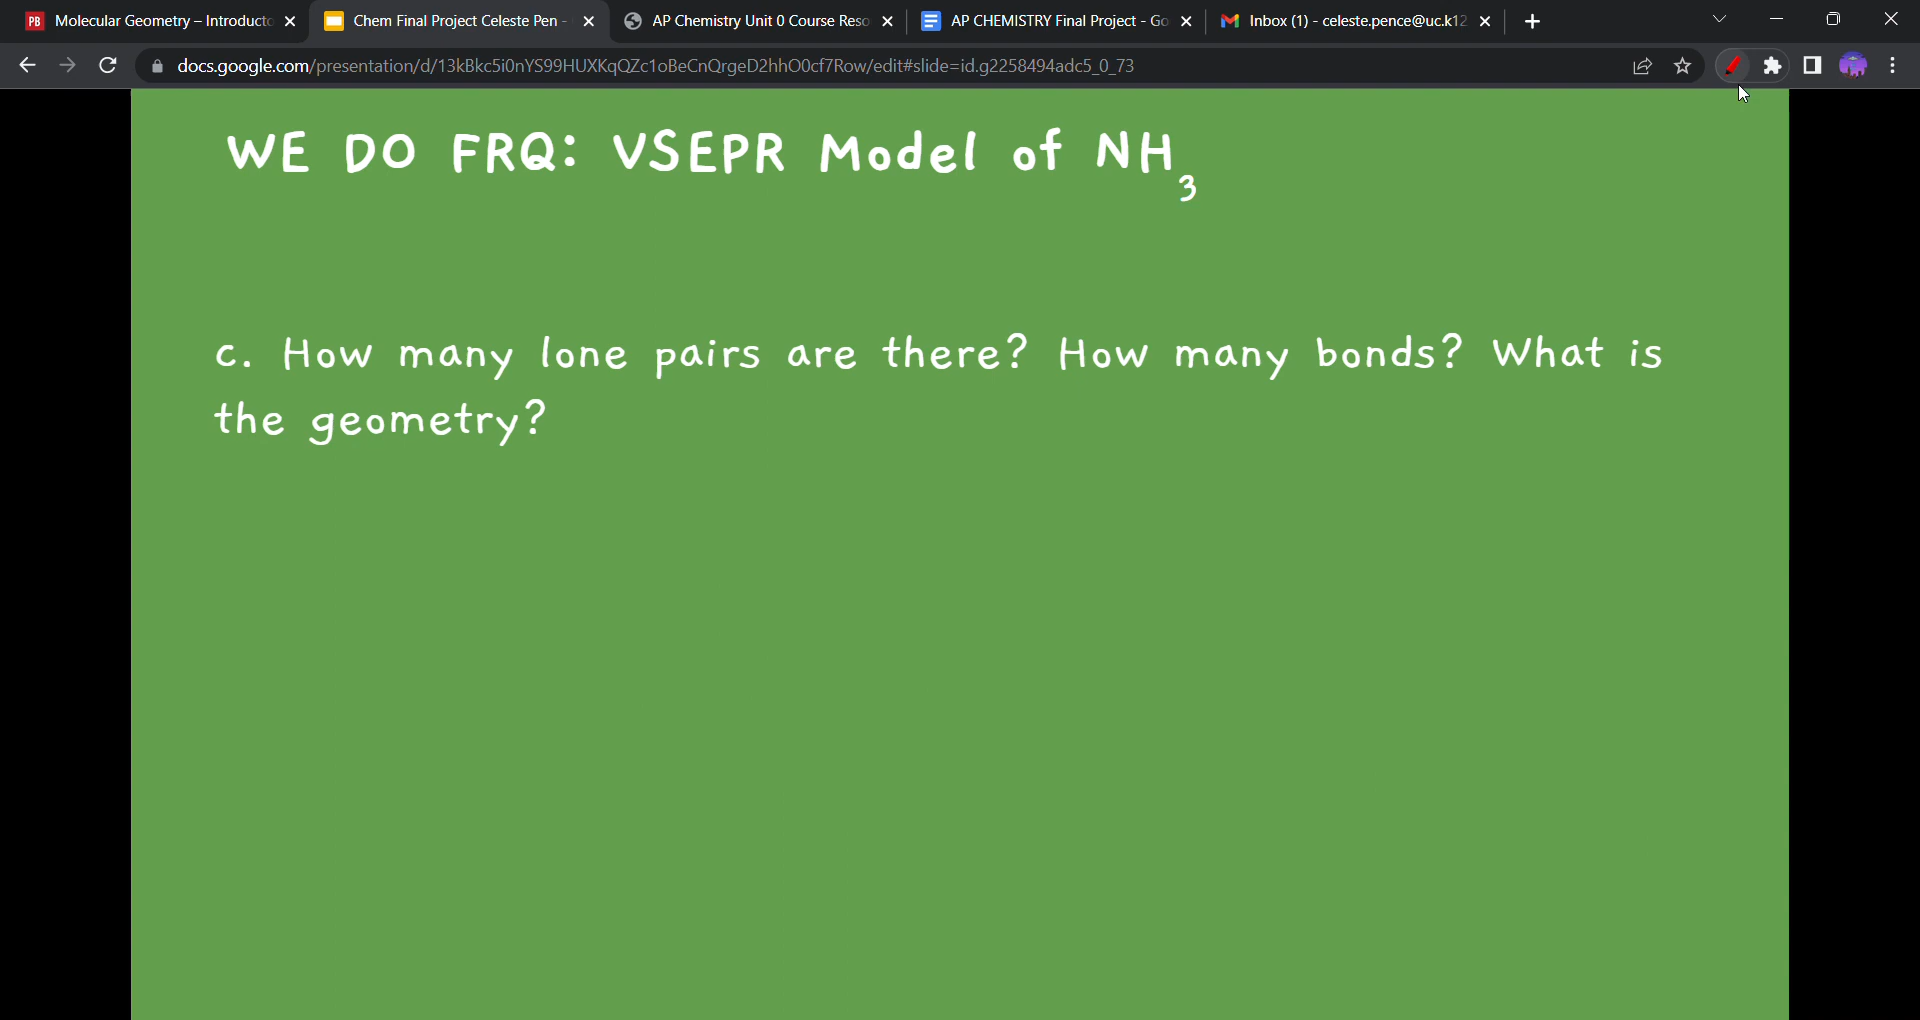 Molecular Geometry – Introducto
Chem Final Project Celeste Pen -
AP Chemistry Unit 0 Course Reso
AP CHEMISTRY Final Project - Go
Inbox (1) - celeste.pence@uc.k12
docs.google.com/presentation/d/13kBkc5i0nYS99HUXKqQZc1oBeCnQrgeD2hhO0cf7Row/edit#slide=id.g2258494adc5_0_73
WE DO FRQ: VSEPR Model of NH3
c. How many lone pairs are there? How many bonds? What is
the geometry?